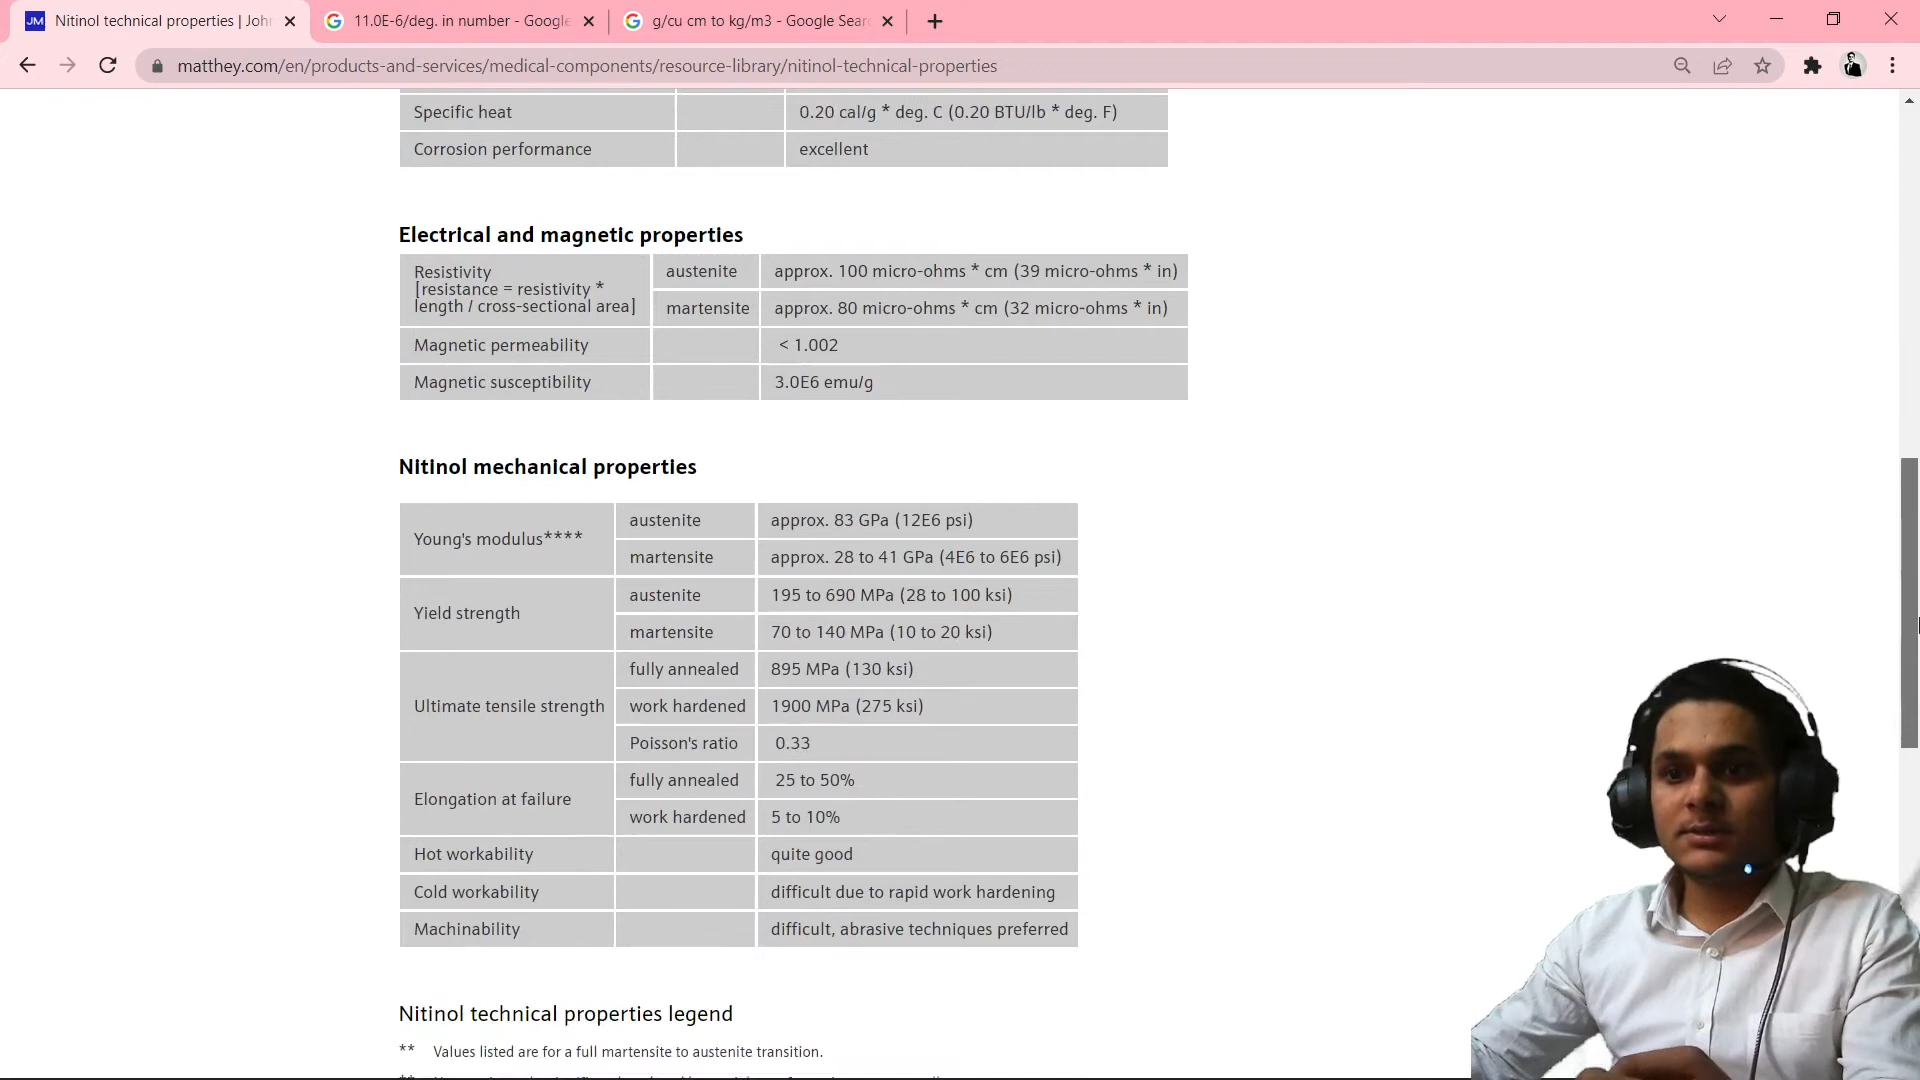 Nitinol technical properties | Joh
11.0E-6/deg. in number - Google
g/cu cm to kg/m3 - Google Sear
matthey.com/en/products-and-services/medical-components/resource-library/nitinol-technical-properties
Specific heat 0.20 cal/g * deg. C (0.20 BTU/lb * deg. F)
Corrosion performance excellent
Electrical and magnetic properties
Resistivity
[resistance = resistivity *
length / cross-sectional area]
austenite approx. 100 micro-ohms * cm (39 micro-ohms * in)
martensite approx. 80 micro-ohms * cm (32 micro-ohms * in)
Magnetic permeability < 1.002
Magnetic susceptibility 3.0E6 emu/g
Nitinol mechanical properties
Young's modulus****
austenite approx. 83 GPa (12E6 psi)
martensite approx. 28 to 41 GPa (4E6 to 6E6 psi)
Yield strength
austenite 195 to 690 MPa (28 to 100 ksi)
martensite 70 to 140 MPa (10 to 20 ksi)
Ultimate tensile strength
fully annealed 895 MPa (130 ksi)
work hardened 1900 MPa (275 ksi)
Poisson's ratio 0.33
Elongation at failure
fully annealed 25 to 50%
work hardened 5 to 10%
Hot workability quite good
Cold workability difficult due to rapid work hardening
Machinability difficult, abrasive techniques preferred
Nitinol technical properties legend
** Values listed are for a full martensite to austenite transition.